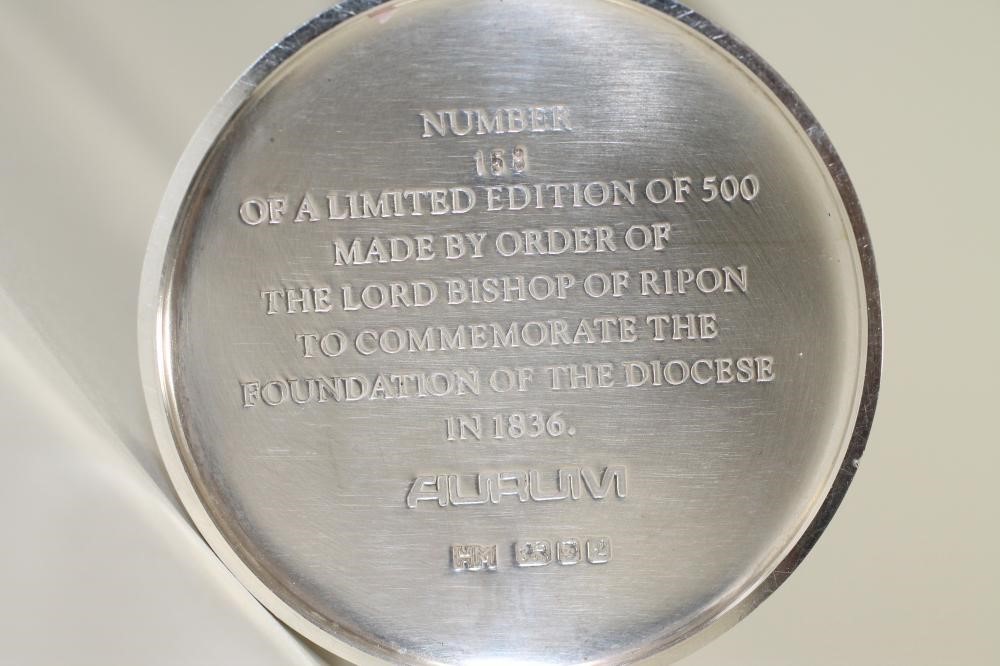 NUMBER
158
OF A LIMITED EDITION OF 500
MADE BY ORDER OF
THE LORD BISHOP OF RIPON
TO COMMEMORATE THE
FOUNDATION OF THE DIOCESE
IN 1836.
AURUM
HM